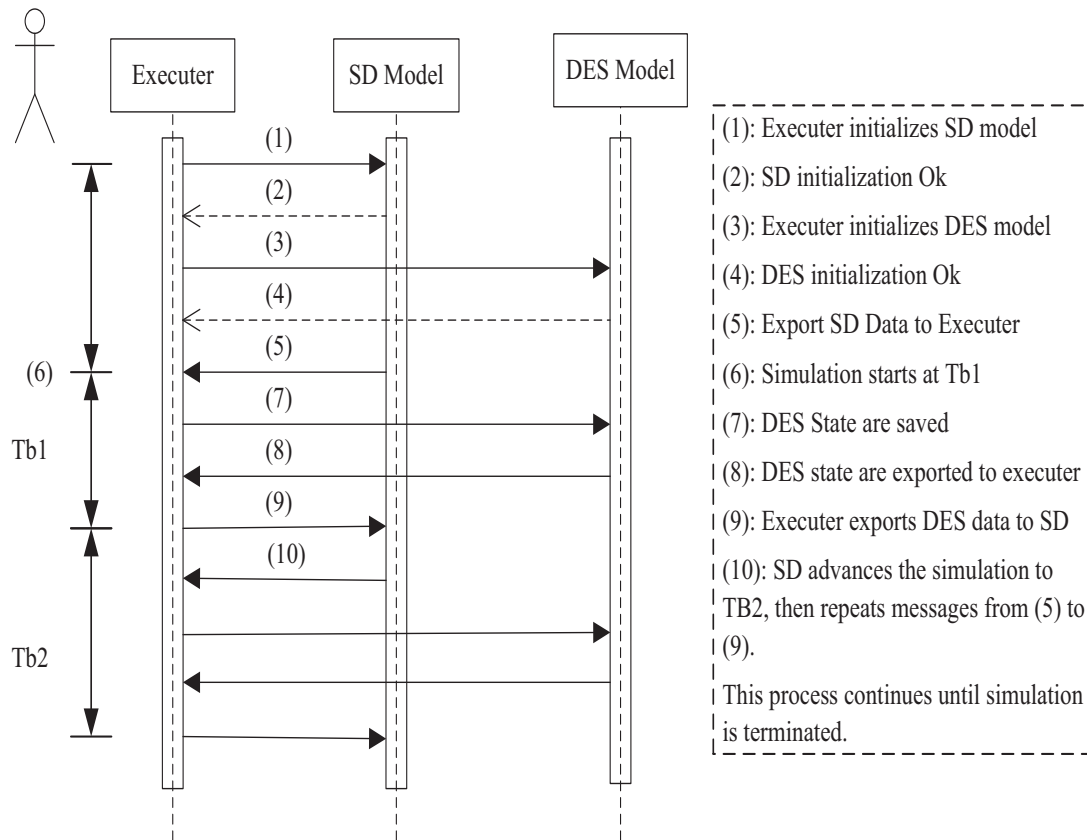 Executer
SD Model
DES Model
(1)
(2)
(3)
(4)
(5)
(6)
(7)
Tb1
(8)
(9)
(10)
Tb2
(1): Executer initializes SD model
(2): SD initialization Ok
(3): Executer initializes DES model
(4): DES initialization Ok
(5): Export SD Data to Executer
(6): Simulation starts at Tb1
(7): DES State are saved
(8): DES state are exported to executer
(9): Executer exports DES data to SD
(10): SD advances the simulation to
TB2, then repeats messages from (5) to
(9).
This process continues until simulation
is terminated.